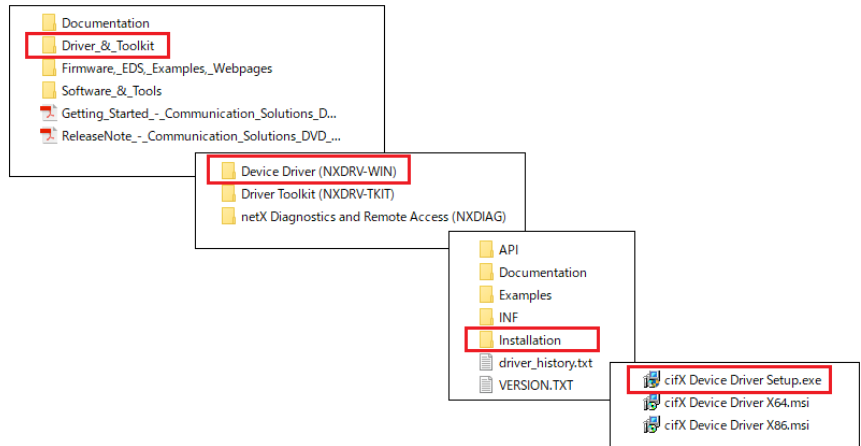 Documentation
Driver_&_Toolkit
Firmware,_EDS,_Examples,_Webpages
Software_&_Tools
Getting_Started_-_Communication_Solutions_D...
ReleaseNote_-_Communication_Solutions_DVD_...
Device Driver (NXDRV-WIN)
Driver Toolkit (NXDRV-TKIT)
netX Diagnostics and Remote Access (NXDIAG)
API
Documentation
Examples
INF
Installation
driver_history.txt
VERSION.TXT
cifX Device Driver Setup.exe
cifX Device Driver X64.msi
cifX Device Driver X86.msi